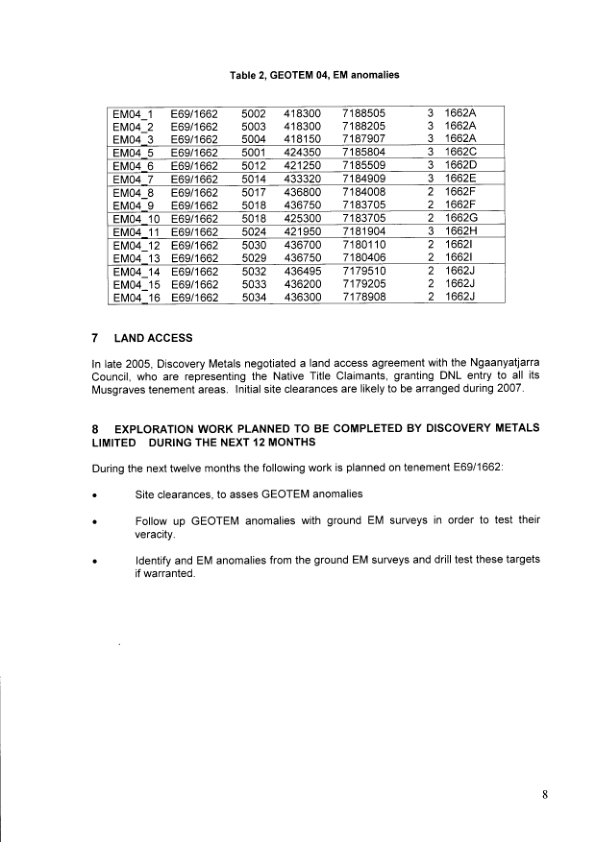 Table 2, GEOTEM 04, EM anomalies
EM04_1 E69/1662 5002 418300 7188505 3 1662A
EM04_2 E69/1662 5003 418300 7188205 3 1662A
EM04_3 E69/1662 5004 418150 7187907 3 1662A
EM04_5 E69/1662 5001 424350 7185804 3 1662C
EM04_6 E69/1662 5012 421250 7185509 3 1662D
EM04_7 E69/1662 5014 433320 7184909 3 1662E
EM04_8 E69/1662 5017 436800 7184008 2 1662F
EM04_9 E69/1662 5018 436750 7183705 2 1662F
EM04_10 E69/1662 5018 425300 7183705 2 1662G
EM04_11 E69/1662 5024 421950 7181904 3 1662H
EM04_12 E69/1662 5030 436700 7180110 2 1662I
EM04_13 E69/1662 5029 436750 7180406 2 1662I
EM04_14 E69/1662 5032 436495 7179510 2 1662J
EM04_15 E69/1662 5033 436200 7179205 2 1662J
EM04_16 E69/1662 5034 436300 7178908 2 1662J
7 LAND ACCESS
In late 2005, Discovery Metals negotiated a land access agreement with the Ngaanyatjarra
Council, who are representing the Native Title Claimants, granting DNL entry to all its
Musgraves tenement areas. Initial site clearances are likely to be arranged during 2007.
8 EXPLORATION WORK PLANNED TO BE COMPLETED BY DISCOVERY METALS
LIMITED DURING THE NEXT 12 MONTHS
During the next twelve months the following work is planned on tenement E69/1662:
• Site clearances, to asses GEOTEM anomalies
• Follow up GEOTEM anomalies with ground EM surveys in order to test their
veracity.
• Identify and EM anomalies from the ground EM surveys and drill test these targets
if warranted.
8